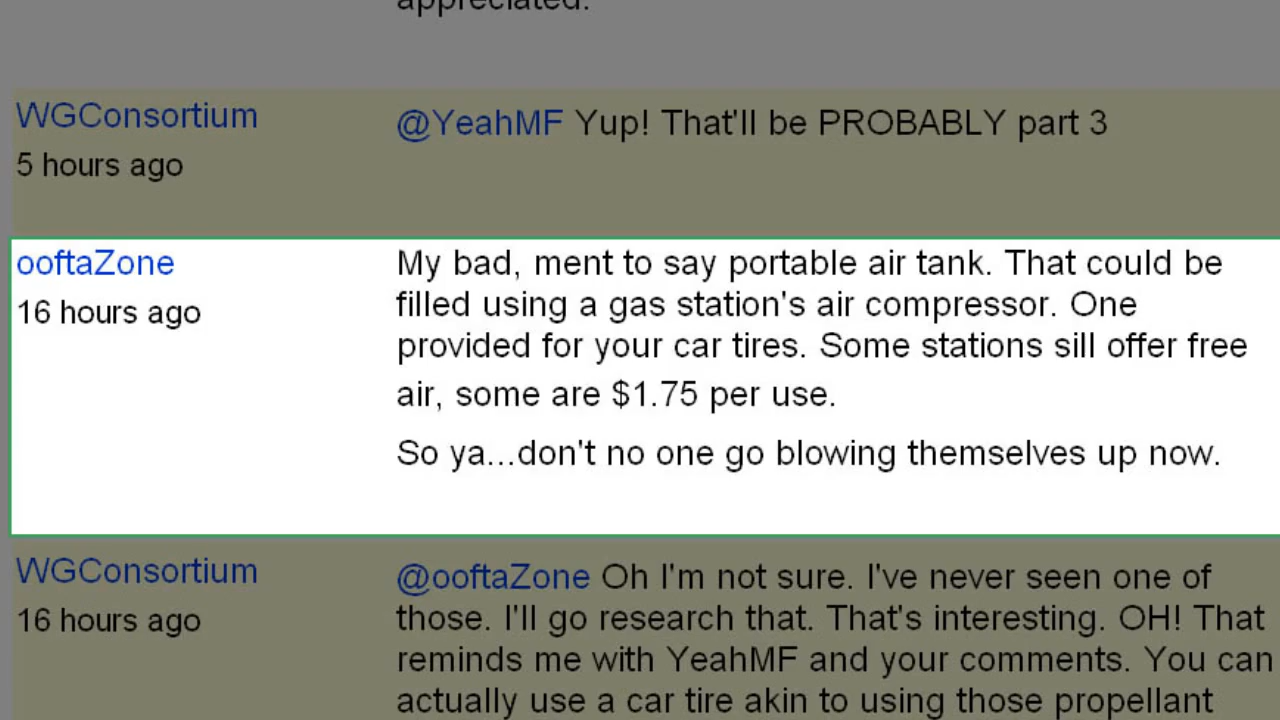 appreciated.
WGConsortium
5 hours ago
@YeahMF Yup! That'll be PROBABLY part 3
ooftaZone
16 hours ago
My bad, ment to say portable air tank. That could be
filled using a gas station's air compressor. One
provided for your car tires. Some stations sill offer free
air, some are $1.75 per use.
So ya...don't no one go blowing themselves up now.
WGConsortium
16 hours ago
@ooftaZone Oh I'm not sure. I've never seen one of
those. I'll go research that. That's interesting. OH! That
reminds me with YeahMF and your comments. You can
actually use a car tire akin to using those propellant